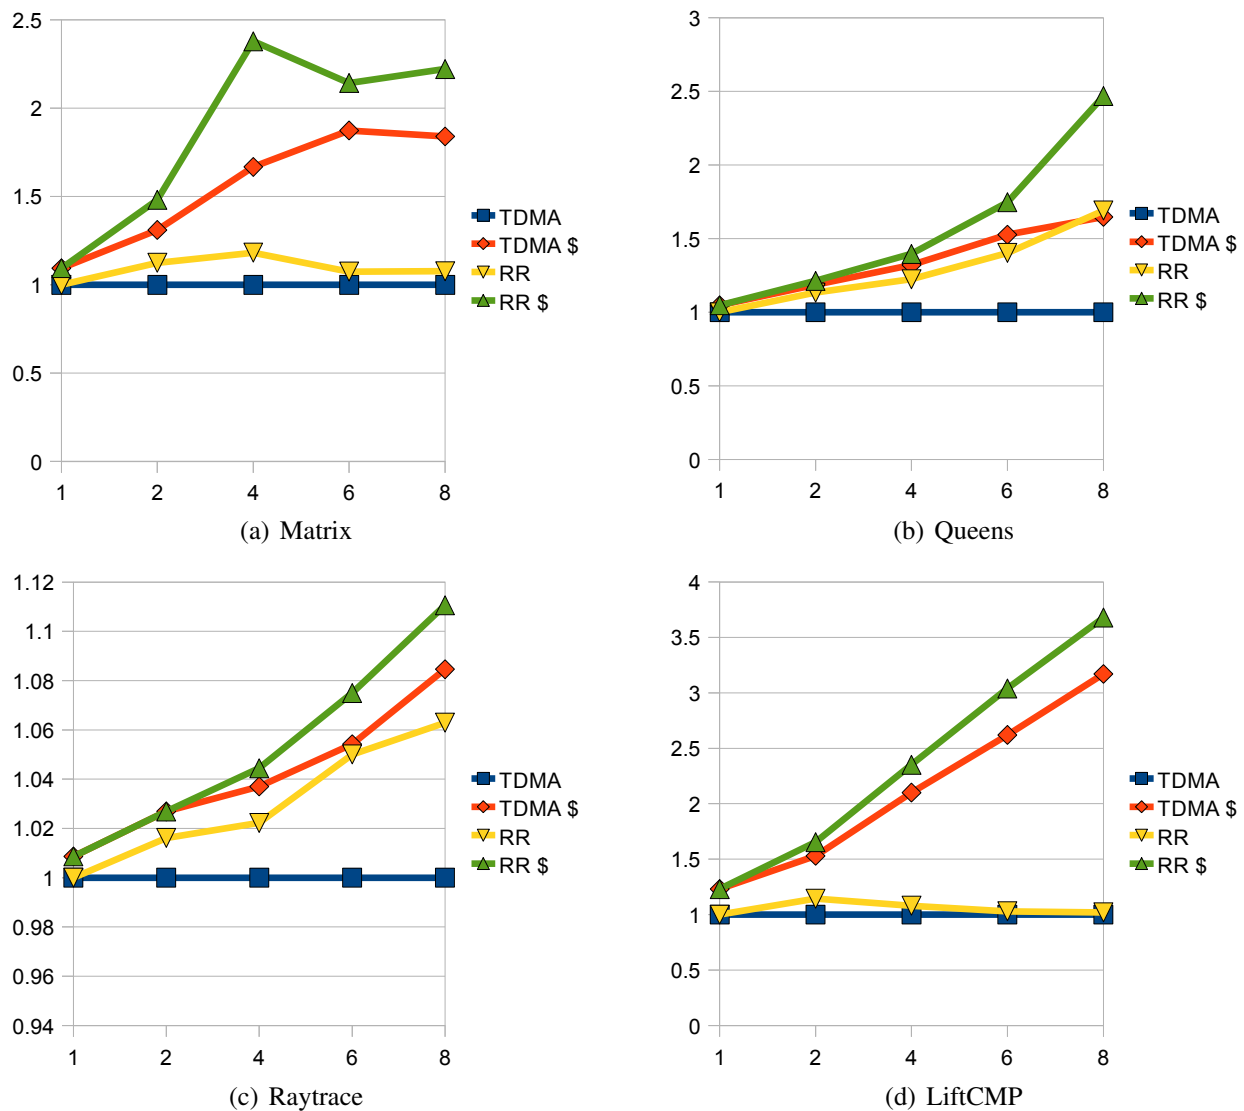 2.5
2
1.5
1
0.5
0
1 2 4 6 8
TDMA
TDMA $
RR
RR $
(a) Matrix
3
2.5
2
1.5
1
0.5
0
1 2 4 6 8
TDMA
TDMA $
RR
RR $
(b) Queens
1.12
1.1
1.08
1.06
1.04
1.02
1
0.98
0.96
0.94
1 2 4 6 8
TDMA
TDMA $
RR
RR $
(c) Raytrace
4
3.5
3
2.5
2
1.5
1
0.5
0
1 2 4 6 8
TDMA
TDMA $
RR
RR $
(d) LiftCMP